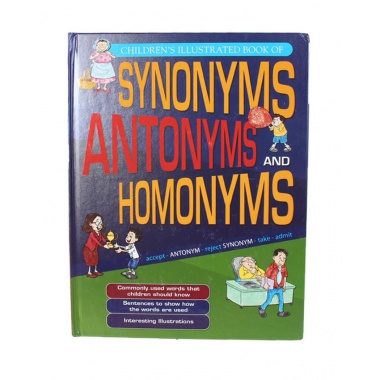 CHILDREN'S ILLUSTRATED BOOK OF
SYNONYMS
ANTONYMS AND
HOMONYMS
accept - ANTONYM - reject SYNONYM - take - admit
Commonly used words that
children should know
Sentences to show how
the words are used
Interesting Illustrations